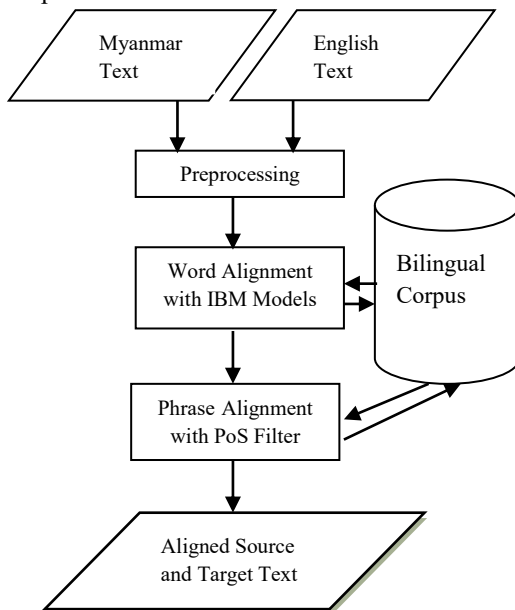 Myanmar
Text
English
Text
Preprocessing
Word Alignment
with IBM Models
Bilingual
Corpus
Phrase Alignment
with PoS Filter
Aligned Source
and Target Text